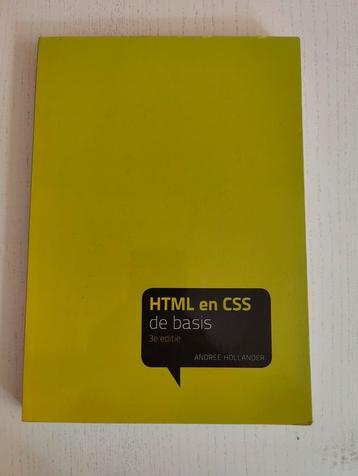 HTML en CSS
de basis
3e editie
ANDREE HOLLANDER